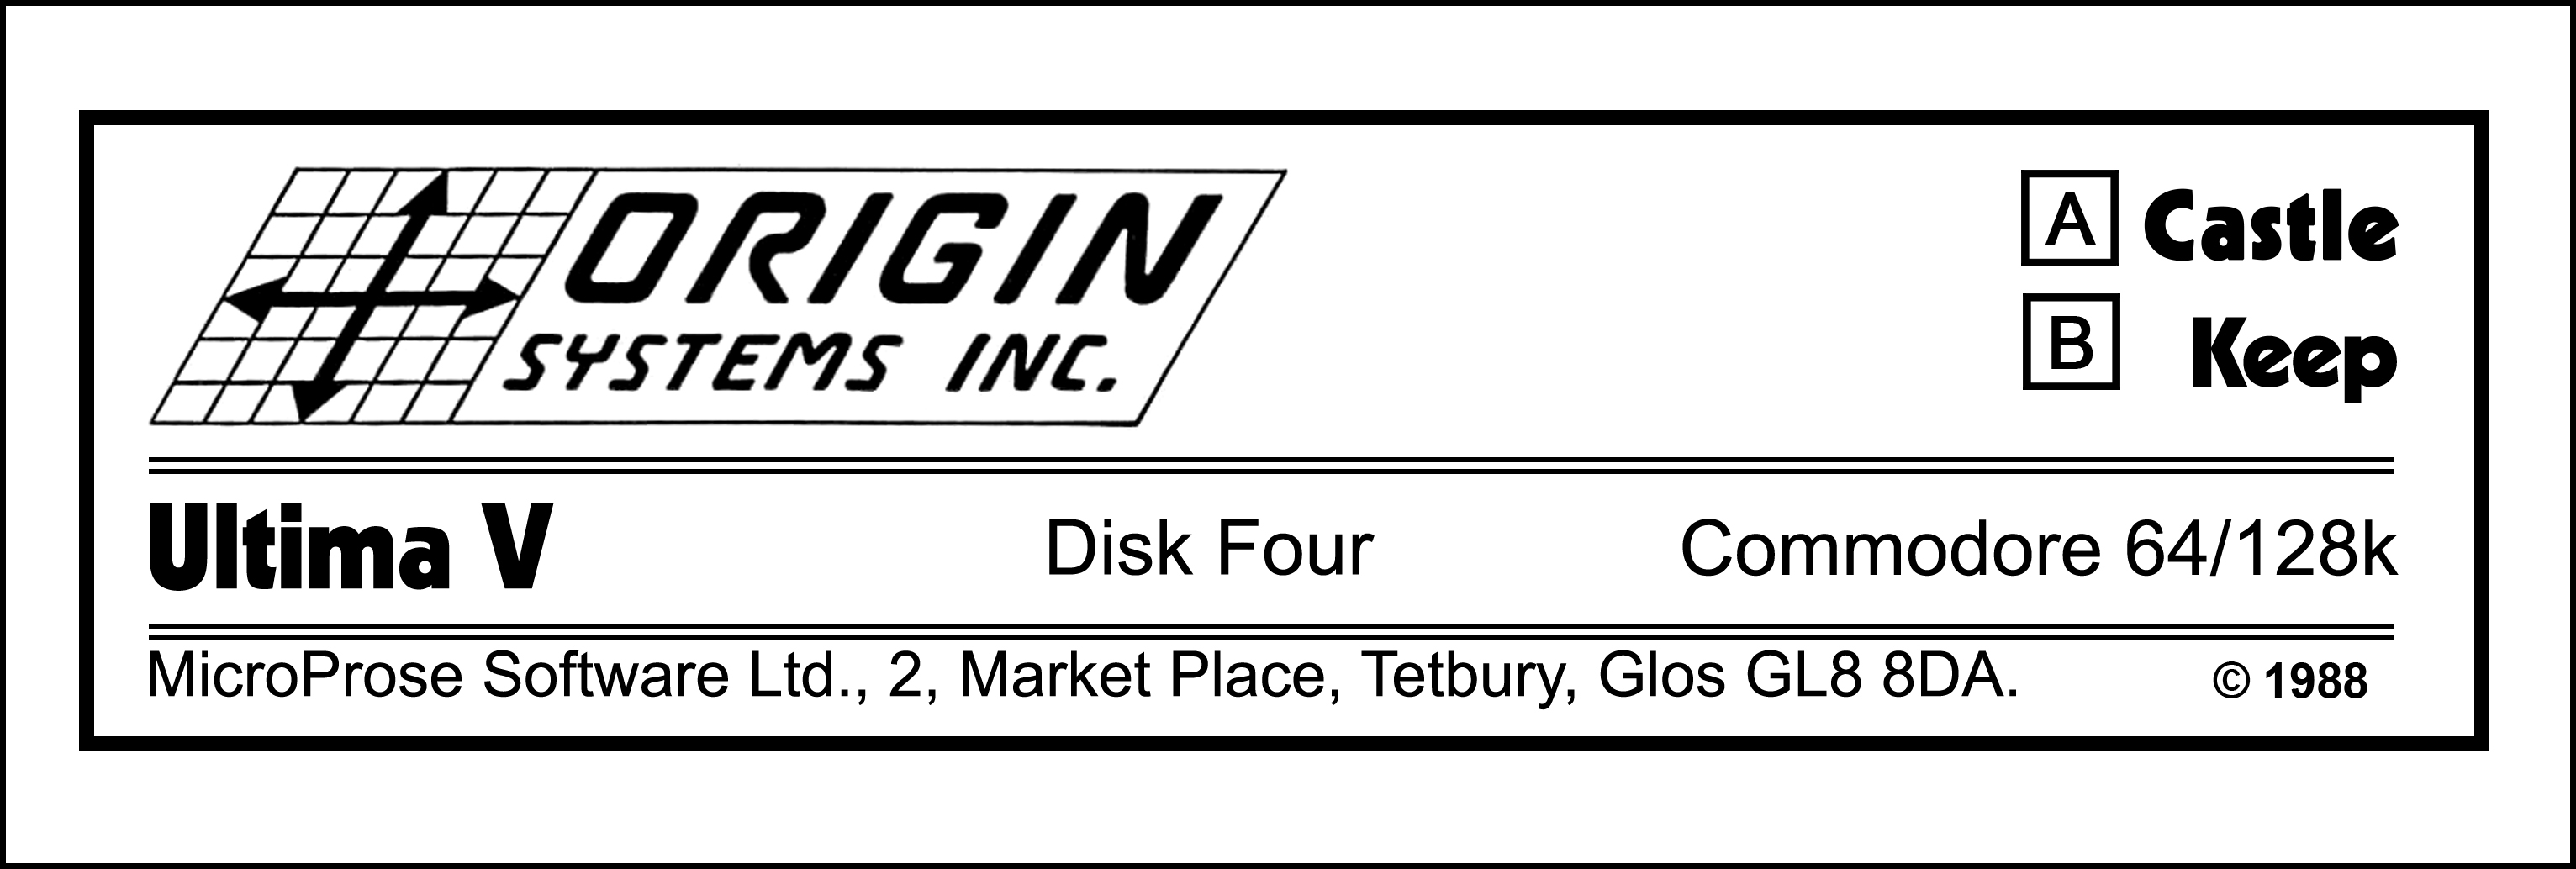 ORIGIN
SYSTEMS INC.
A Castle
B Keep
Ultima V Disk Four Commodore 64/128k
MicroProse Software Ltd., 2, Market Place, Tetbury, Glos GL8 8DA. © 1988